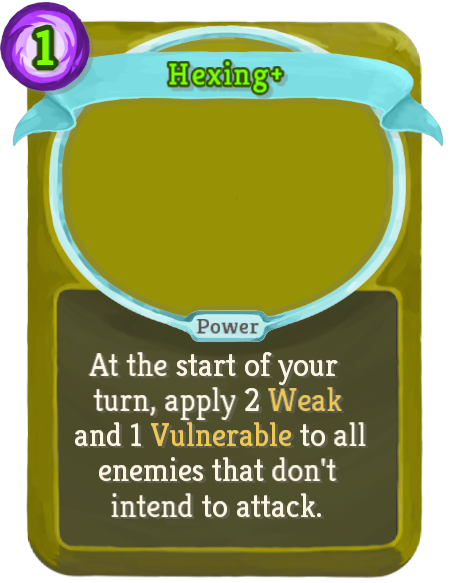 1
Hexing+
Power
At the start of your
turn, apply 2 Weak
and 1 Vulnerable to all
enemies that don't
intend to attack.